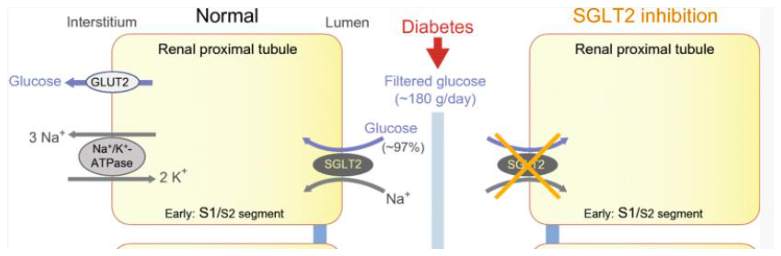 Interstitium
Normal
Lumen
Diabetes
SGLT2 inhibition
Renal proximal tubule
Renal proximal tubule
Glucose
GLUT2
Filtered glucose
(~180 g/day)
3 Na⁺
Na⁺/K⁺-
ATPase
2 K⁺
Glucose
(~97%)
SGLT2
Na⁺
SGLT2
Early: S1/S2 segment
Early: S1/S2 segment